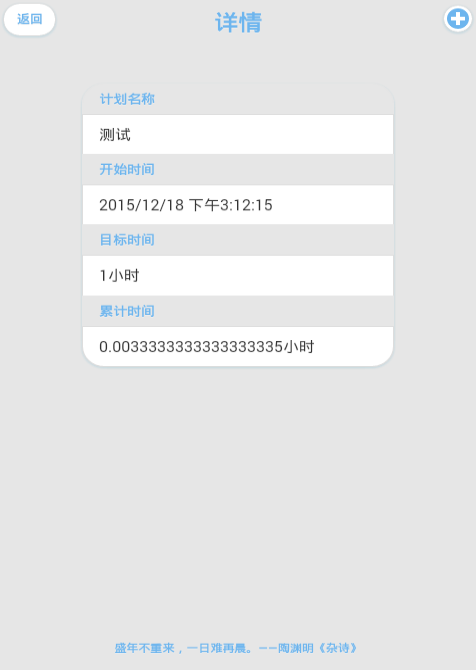 返回
详情
计划名称
测试
开始时间
2015/12/18 下午3:12:15
目标时间
1小时
累计时间
0.0033333333333333335小时
盛年不重来，一日难再晨。——陶渊明《杂诗》